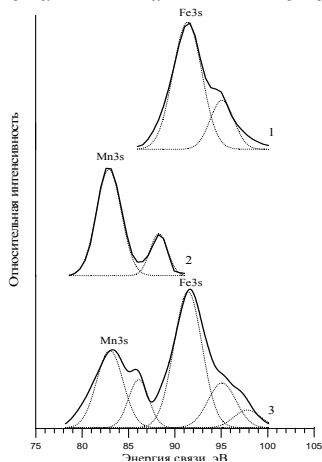 Fe3s
1
Mn3s
2
Fe3s
Mn3s
3
Относительная интенсивность
75 80 85 90 95 100 105
Энергия связи, эВ